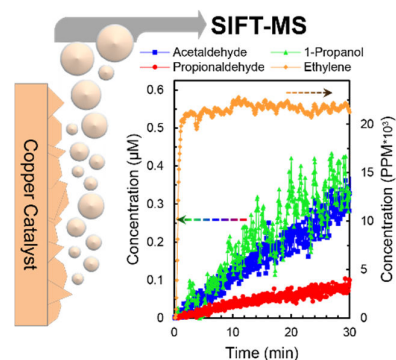 SIFT-MS
Acetaldehyde
1-Propanol
Propionaldehyde
Ethylene
Copper Catalyst
Concentration (µM)
0.6
0.5
0.4
0.3
0.2
0.1
0
Concentration (PPM*10³)
20
15
10
5
0
0
10
20
30
Time (min)